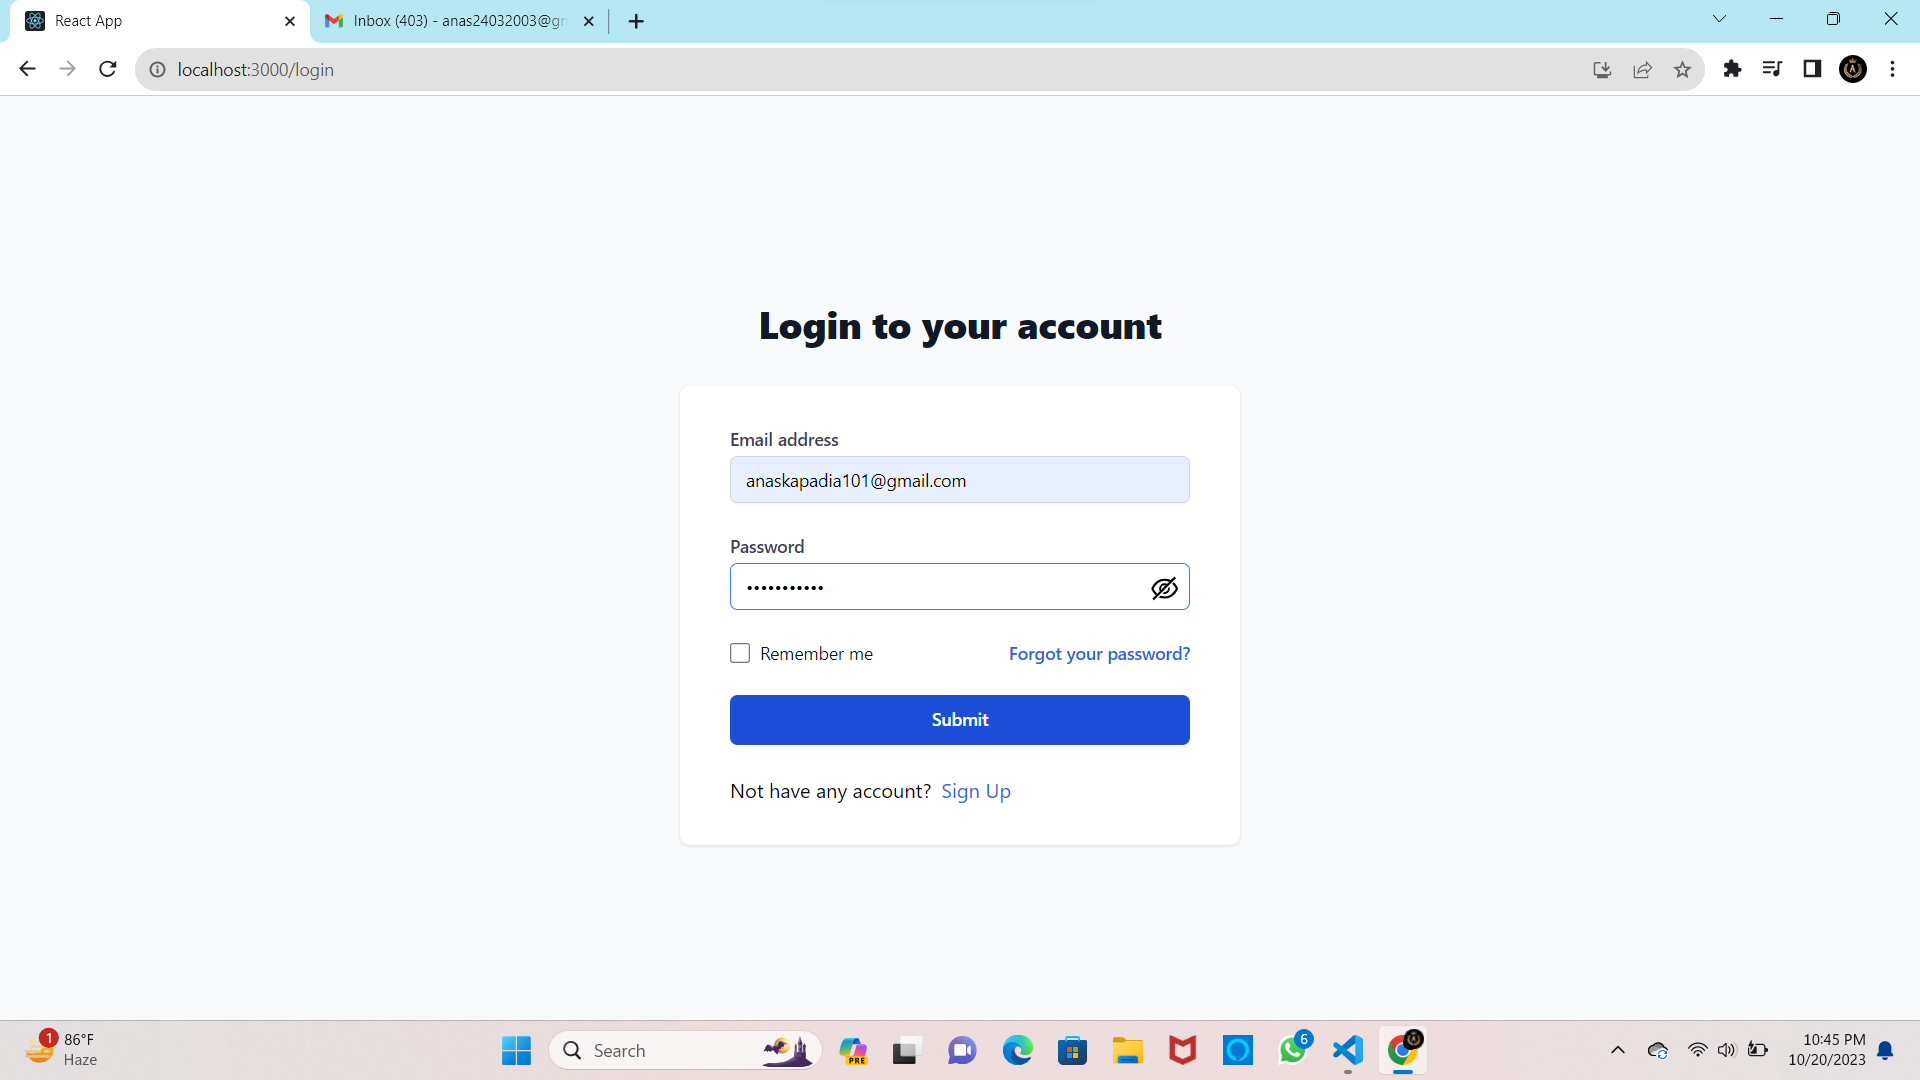 React App
Inbox (403) - anas24032003@gm
localhost:3000/login
Login to your account
Email address
anaskapadia101@gmail.com
Password
•••••••••••
Remember me
Forgot your password?
Submit
Not have any account? Sign Up
1
86°F
Haze
Search
PRE
6
10:45 PM
10/20/2023